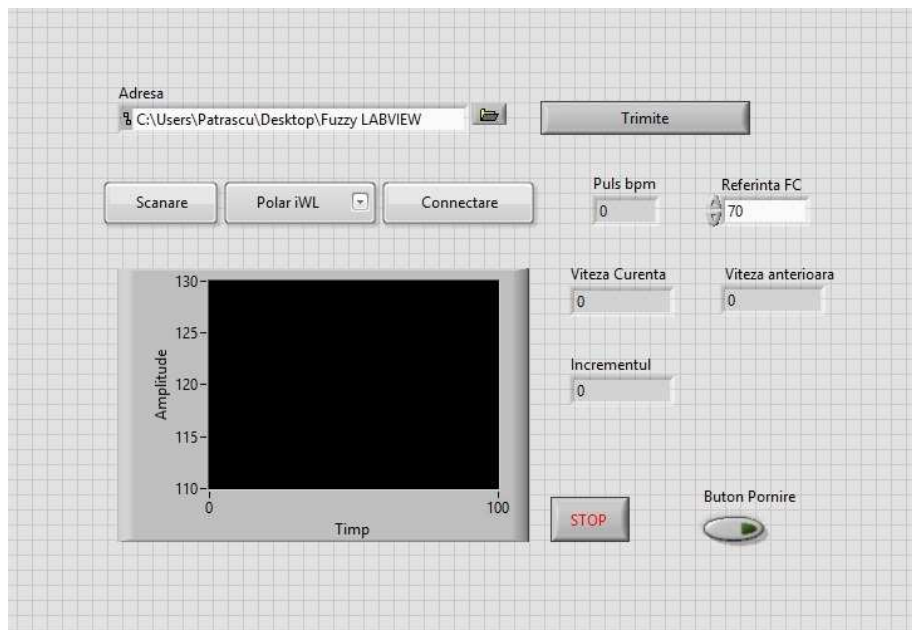 Adresa
C:\Users\Patrascu\Desktop\Fuzzy LABVIEW
Trimite
Scanare
Polar iWL
Connectare
Puls bpm
0
Referinta FC
70
Viteza Curenta
0
Viteza anterioara
0
Incrementul
0
130
125
120
115
110
Amplitude
0
100
Timp
STOP
Buton Pornire